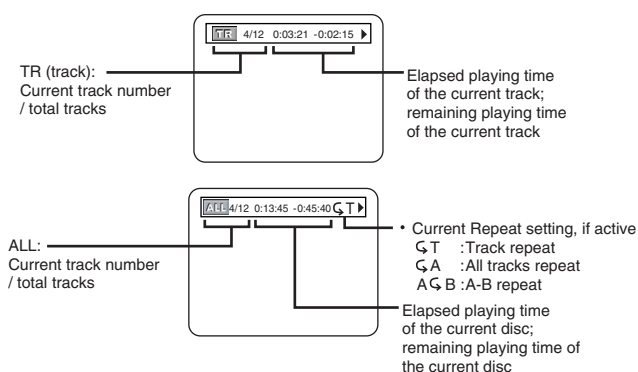 TR 4/12 0:03:21 -0:02:15
TR (track):
Current track number
/ total tracks
Elapsed playing time
of the current track;
remaining playing time
of the current track
ALL 4/12 0:13:45 -0:45:40 T
ALL:
Current track number
/ total tracks
• Current Repeat setting, if active
T :Track repeat
A :All tracks repeat
A B :A-B repeat
Elapsed playing time
of the current disc;
remaining playing time of
the current disc